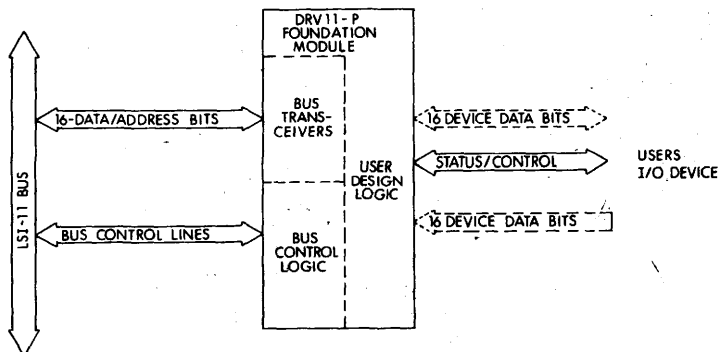 DRV11-P
FOUNDATION
MODULE
LSI-11 BUS
16-DATA/ADDRESS BITS
BUS
TRANS-
CEIVERS
BUS CONTROL LINES
BUS
CONTROL
LOGIC
USER
DESIGN
LOGIC
16 DEVICE DATA BITS
STATUS/CONTROL
16 DEVICE DATA BITS
USERS
I/O DEVICE